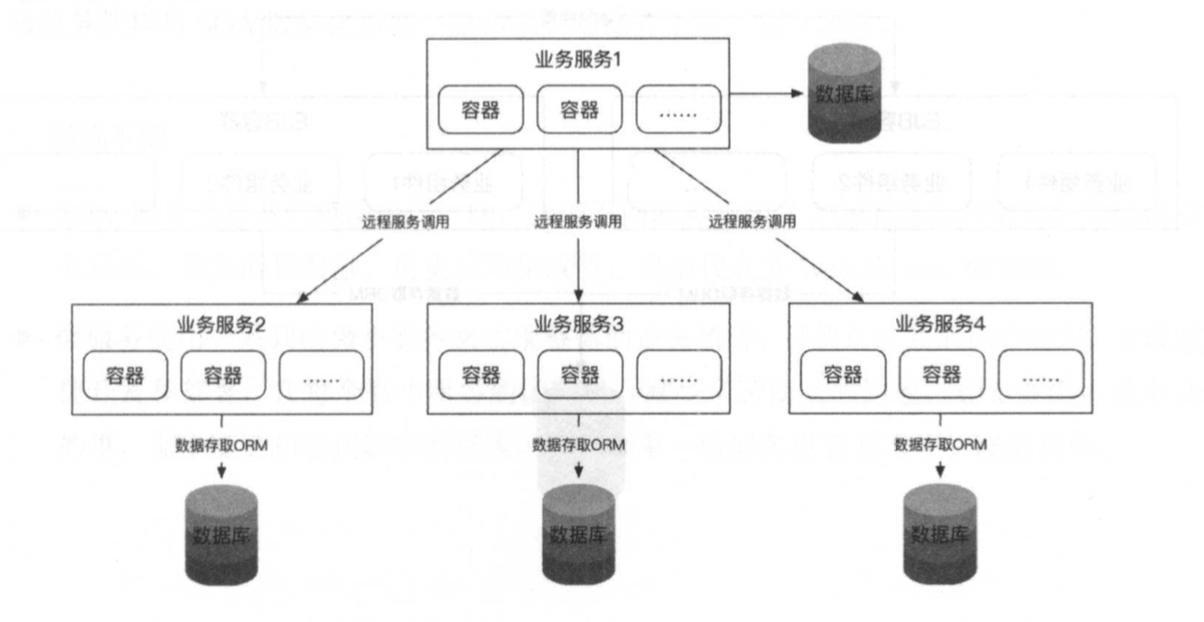 业务服务1
容器 容器 ......
数据库
远程服务调用 远程服务调用 远程服务调用
业务服务2 业务服务3 业务服务4
容器 容器 ...... 容器 容器 ...... 容器 容器 ......
数据存取ORM 数据存取ORM 数据存取ORM
数据库 数据库 数据库